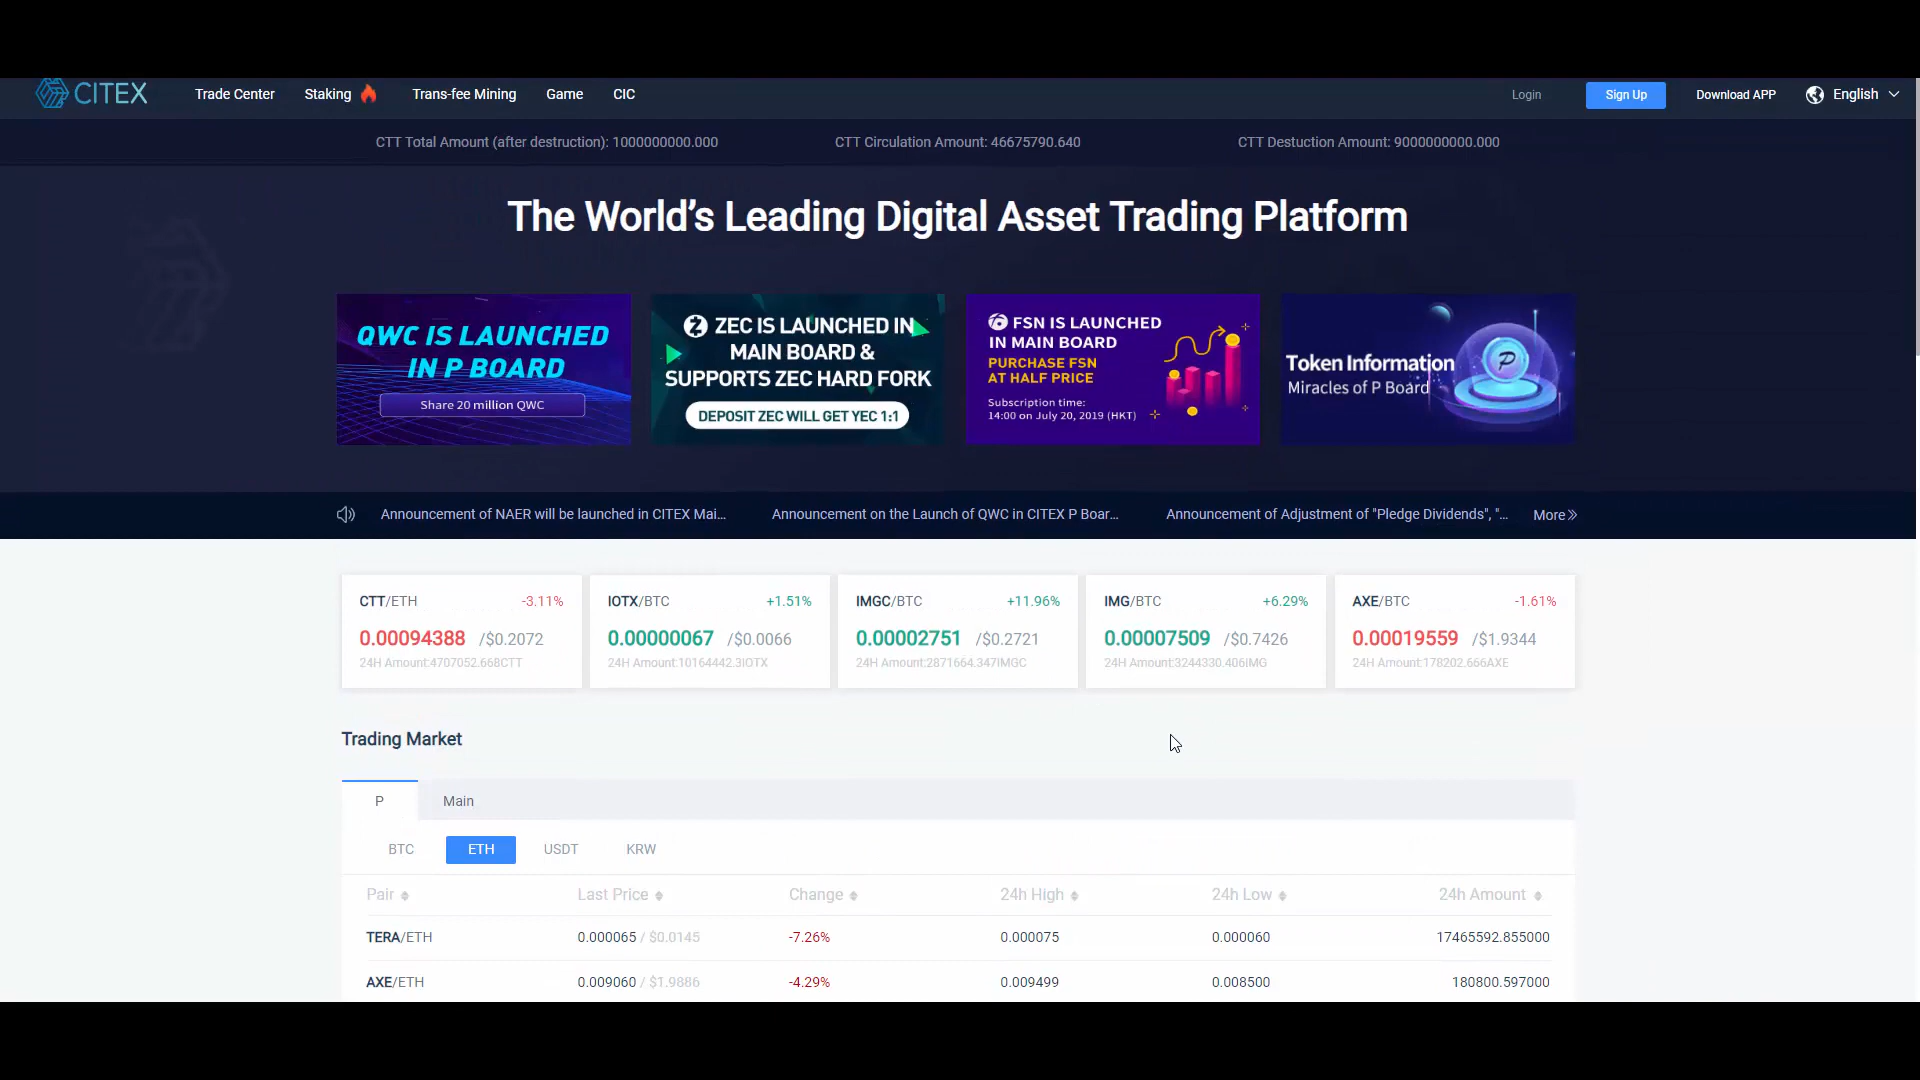 CITEX
Trade Center
Staking
Trans-fee Mining
Game
CIC
Login
Sign Up
Download APP
English
CTT Total Amount (after destruction): 1000000000.000
CTT Circulation Amount: 46675790.640
CTT Destuction Amount: 9000000000.000
The World's Leading Digital Asset Trading Platform
QWC IS LAUNCHED
IN P BOARD
Share 20 million QWC
ZEC IS LAUNCHED IN
MAIN BOARD &
SUPPORTS ZEC HARD FORK
DEPOSIT ZEC WILL GET YEC 1:1
FSN IS LAUNCHED
IN MAIN BOARD
PURCHASE FSN
AT HALF PRICE
Subscription time:
14:00 on July 20, 2019 (HKT)
Token Information
Miracles of P Board
Announcement of NAER will be launched in CITEX Mai...
Announcement on the Launch of QWC in CITEX P Boar...
Announcement of Adjustment of "Pledge Dividends", "...
More
CTT/ETH -3.11%
0.00094388 /$0.2072
24H Amount:4707052.668CTT
IOTX/BTC +1.51%
0.00000067 /$0.0066
24H Amount:10164442.3IOTX
IMGC/BTC +11.96%
0.00002751 /$0.2721
24H Amount:2871664.347IMGC
IMG/BTC +6.29%
0.00007509 /$0.7426
24H Amount:3244330.406IMG
AXE/BTC -1.61%
0.00019559 /$1.9344
24H Amount:178202.666AXE
Trading Market
P Main
BTC ETH USDT KRW
Pair Last Price Change 24h High 24h Low 24h Amount
TERA/ETH 0.000065 / $0.0145 -7.26% 0.000075 0.000060 17465592.855000
AXE/ETH 0.009060 / $1.9886 -4.29% 0.009499 0.008500 180800.597000